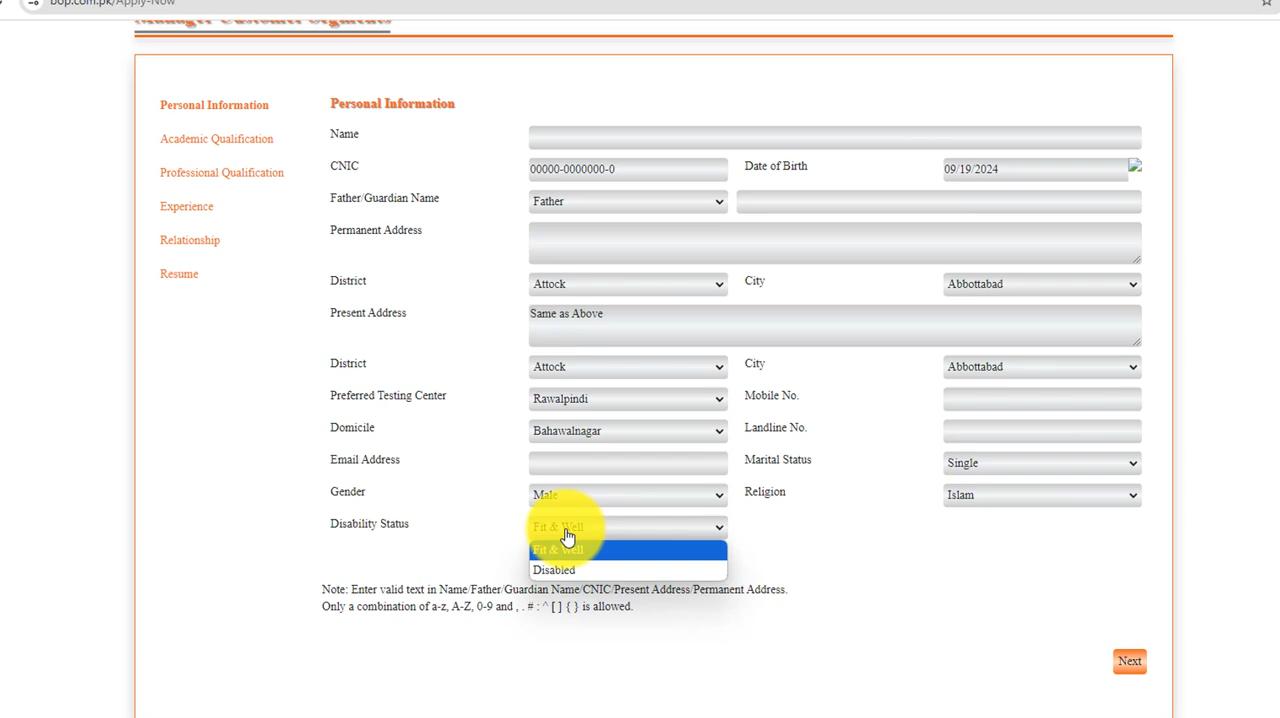 bop.com.pk/Apply-Now
Manager Customer Segments
Personal Information
Academic Qualification
Professional Qualification
Experience
Relationship
Resume
Personal Information
Name
CNIC 00000-0000000-0 Date of Birth 09/19/2024
Father/Guardian Name Father
Permanent Address
District Attock City Abbottabad
Present Address Same as Above
District Attock City Abbottabad
Preferred Testing Center Rawalpindi Mobile No.
Domicile Bahawalnagar Landline No.
Email Address Marital Status Single
Gender Male Religion Islam
Disability Status Fit & Well
Fit & Well
Disabled
Note: Enter valid text in Name/Father/Guardian Name/CNIC/Present Address/Permanent Address.
Only a combination of a-z, A-Z, 0-9 and , . # : ^ [ ] { } is allowed.
Next